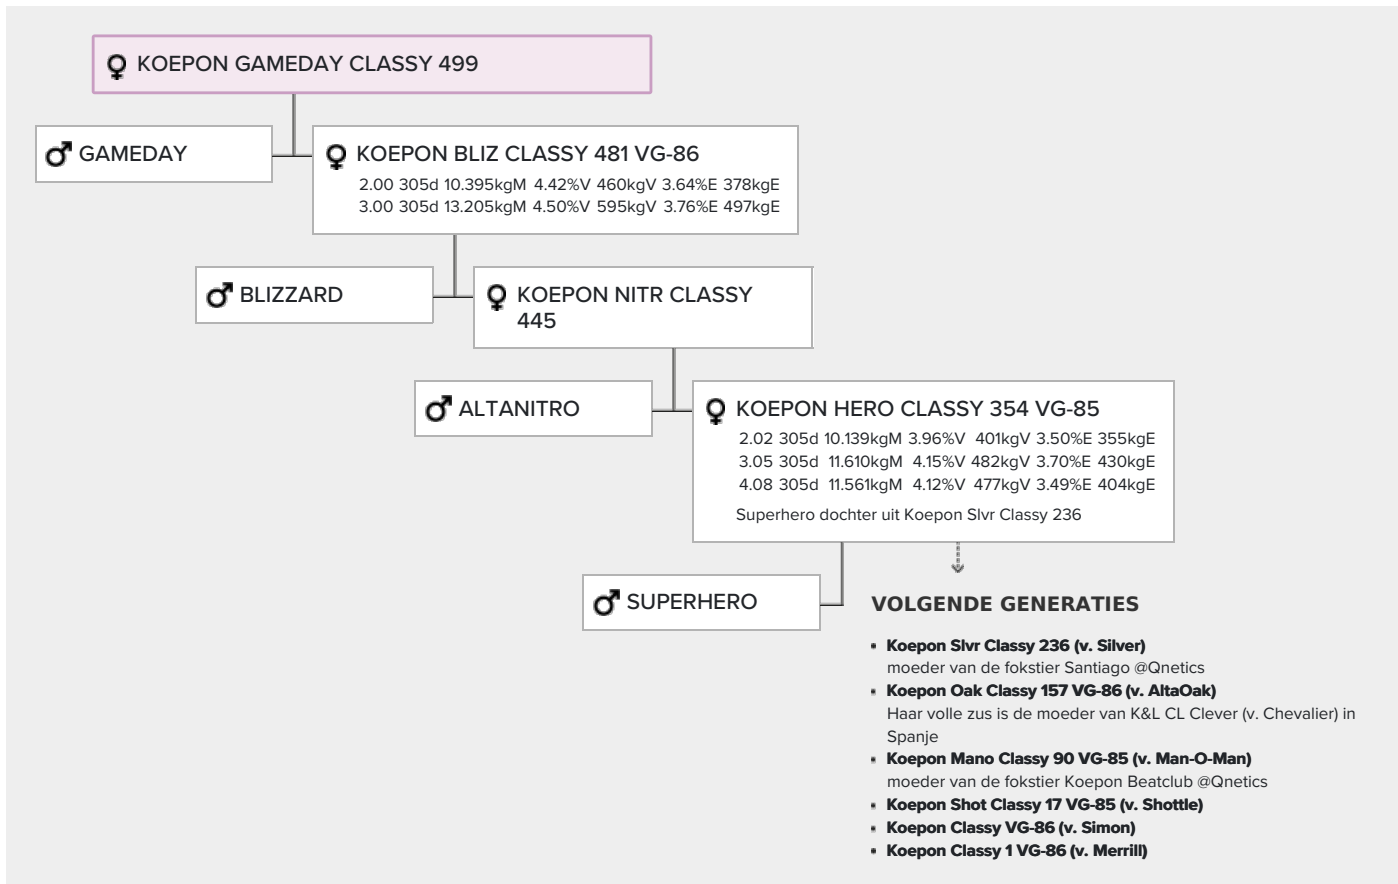 KOEPON GAMEDAY CLASSY 499
GAMEDAY
KOEPON BLIZ CLASSY 481 VG-86
2.00 305d 10.395kgM 4.42%V 460kgV 3.64%E 378kgE
3.00 305d 13.205kgM 4.50%V 595kgV 3.76%E 497kgE
BLIZZARD
KOEPON NITR CLASSY
445
ALTANITRO
KOEPON HERO CLASSY 354 VG-85
2.02 305d 10.139kgM 3.96%V 401kgV 3.50%E 355kgE
3.05 305d 11.610kgM 4.15%V 482kgV 3.70%E 430kgE
4.08 305d 11.561kgM 4.12%V 477kgV 3.49%E 404kgE
Superhero dochter uit Koepon Slvr Classy 236
SUPERHERO
VOLGENDE GENERATIES
Koepon Slvr Classy 236 (v. Silver)
moeder van de fokstier Santiago @Qnetics
Koepon Oak Classy 157 VG-86 (v. AltaOak)
Haar volle zus is de moeder van K&L CL Clever (v. Chevalier) in
Spanje
Koepon Mano Classy 90 VG-85 (v. Man-O-Man)
moeder van de fokstier Koepon Beatclub @Qnetics
Koepon Shot Classy 17 VG-85 (v. Shottle)
Koepon Classy VG-86 (v. Simon)
Koepon Classy 1 VG-86 (v. Merrill)